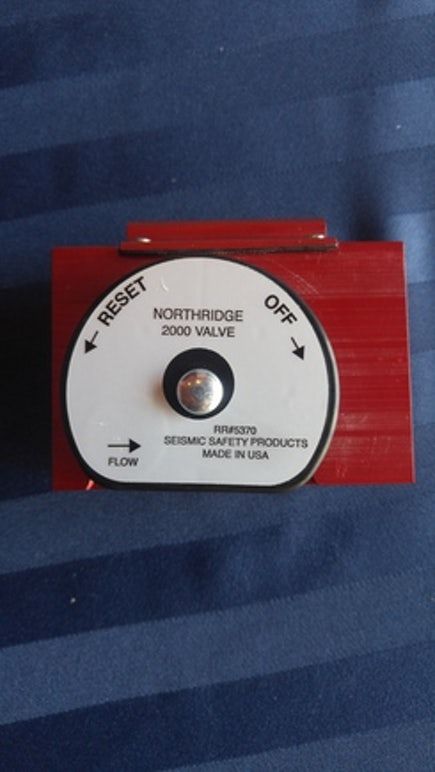 RESET
OFF
NORTHRIDGE
2000 VALVE
RR#5370
SEISMIC SAFETY PRODUCTS
MADE IN USA
FLOW